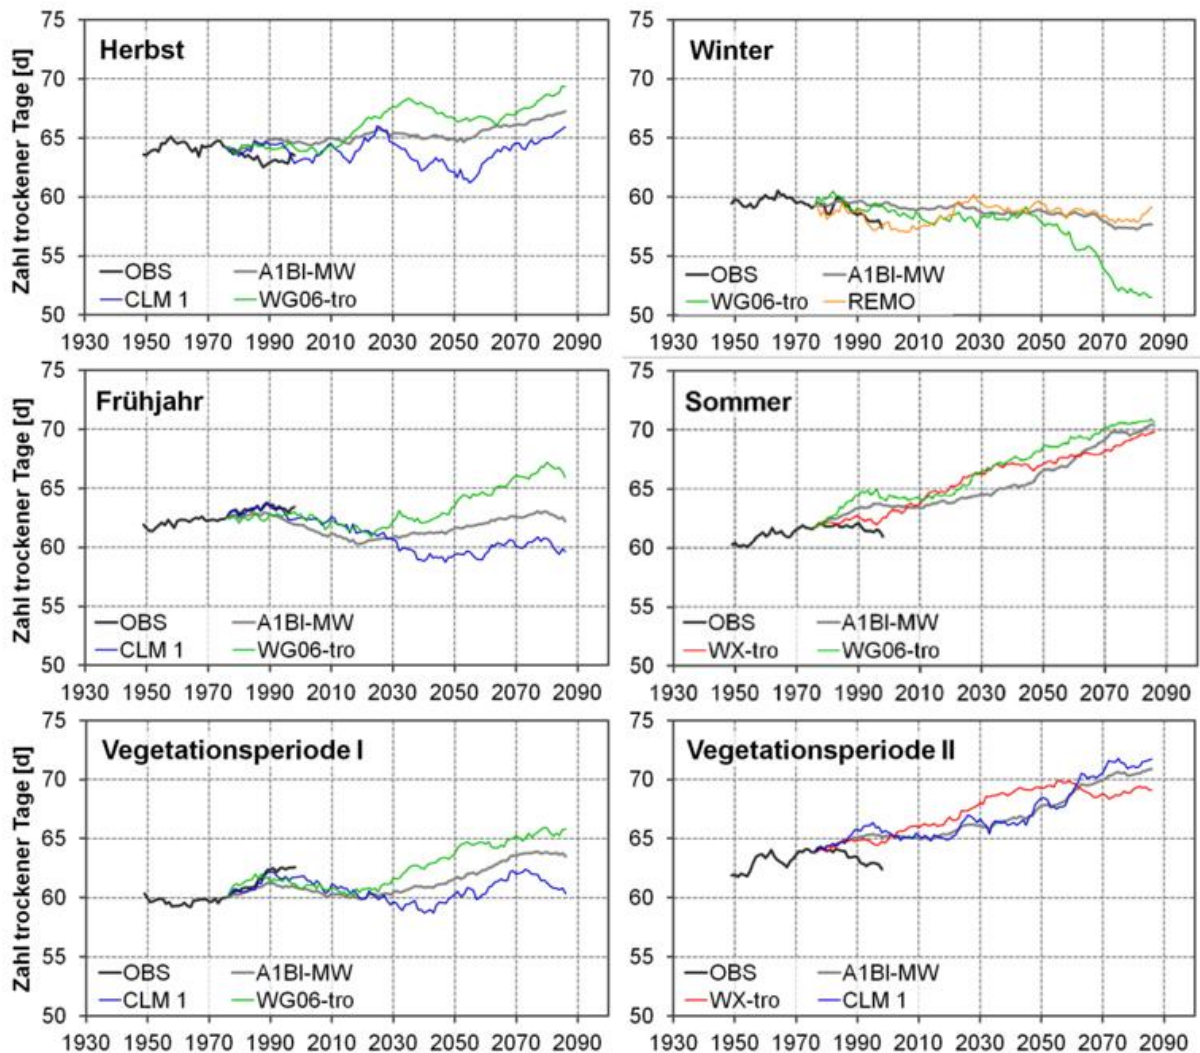 Herbst
Zahl trockener Tage [d]
75
70
65
60
55
50
OBS A1BI-MW
CLM 1 WG06-tro
1930 1950 1970 1990 2010 2030 2050 2070 2090
Winter
75
70
65
60
55
50
OBS A1BI-MW
WG06-tro REMO
1930 1950 1970 1990 2010 2030 2050 2070 2090
Frühjahr
Zahl trockener Tage [d]
75
70
65
60
55
50
OBS A1BI-MW
CLM 1 WG06-tro
1930 1950 1970 1990 2010 2030 2050 2070 2090
Sommer
75
70
65
60
55
50
OBS A1BI-MW
WX-tro WG06-tro
1930 1950 1970 1990 2010 2030 2050 2070 2090
Vegetationsperiode I
Zahl trockener Tage [d]
75
70
65
60
55
50
OBS A1BI-MW
CLM 1 WG06-tro
1930 1950 1970 1990 2010 2030 2050 2070 2090
Vegetationsperiode II
75
70
65
60
55
50
OBS A1BI-MW
WX-tro CLM 1
1930 1950 1970 1990 2010 2030 2050 2070 2090